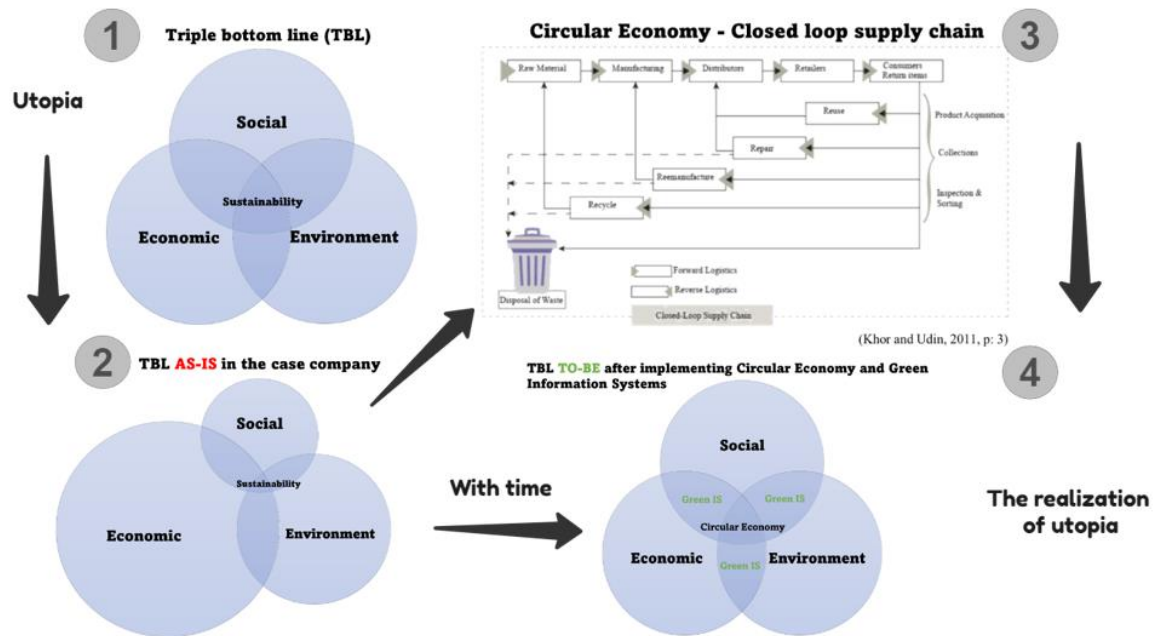 1
Triple bottom line (TBL)
Utopia
Social
Sustainability
Economic
Environment
2
TBL AS-IS in the case company
Social
Sustainability
Economic
Environment
With time
Circular Economy - Closed loop supply chain
3
Raw Material
Manufacturing
Distributors
Retailers
Consumers
Return items
Reuse
Product Acquisition
Repair
Collections
Reemanufacture
Inspection &
Sorting
Recycle
Disposal of Waste
Forward Logistics
Reverse Logistics
Closed-Loop Supply Chain
(Khor and Udin, 2011, p: 3)
TBL TO-BE after implementing Circular Economy and Green
Information Systems
4
Social
Green IS
Green IS
Circular Economy
Economic
Environment
Green IS
The realization
of utopia